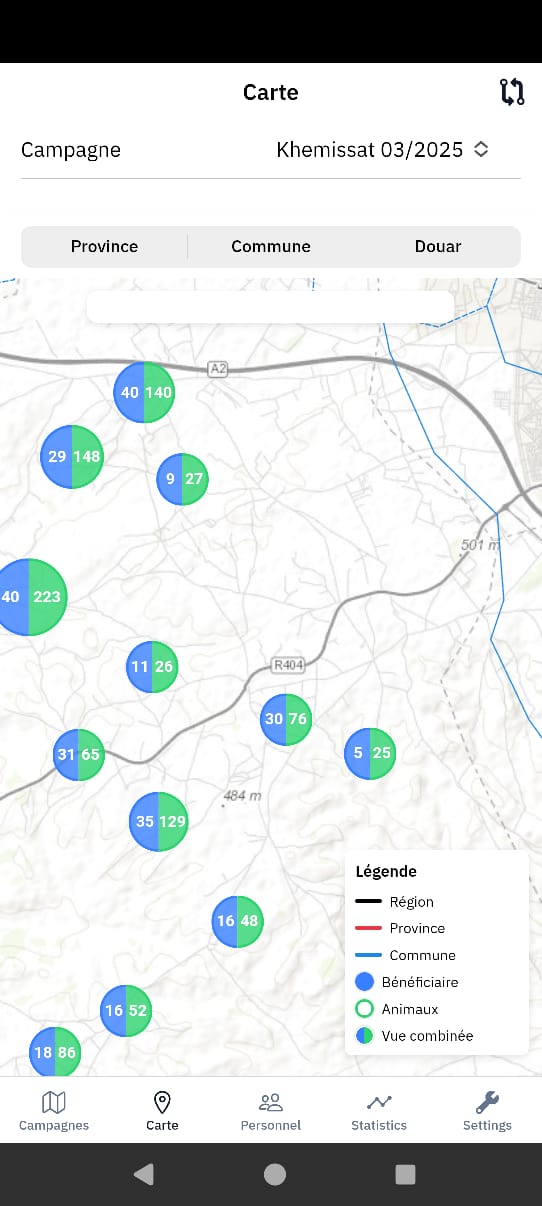 Carte
Campagne Khemissat 03/2025
Province Commune Douar
A2
40 140
29 148
9 27
501 m
40 223
11 26
R404
30 76
31 65
5 25
484 m
35 129
Légende
Région
Province
Commune
Bénéficiaire
Animaux
Vue combinée
16 48
16 52
18 86
Campagnes Carte Personnel Statistics Settings